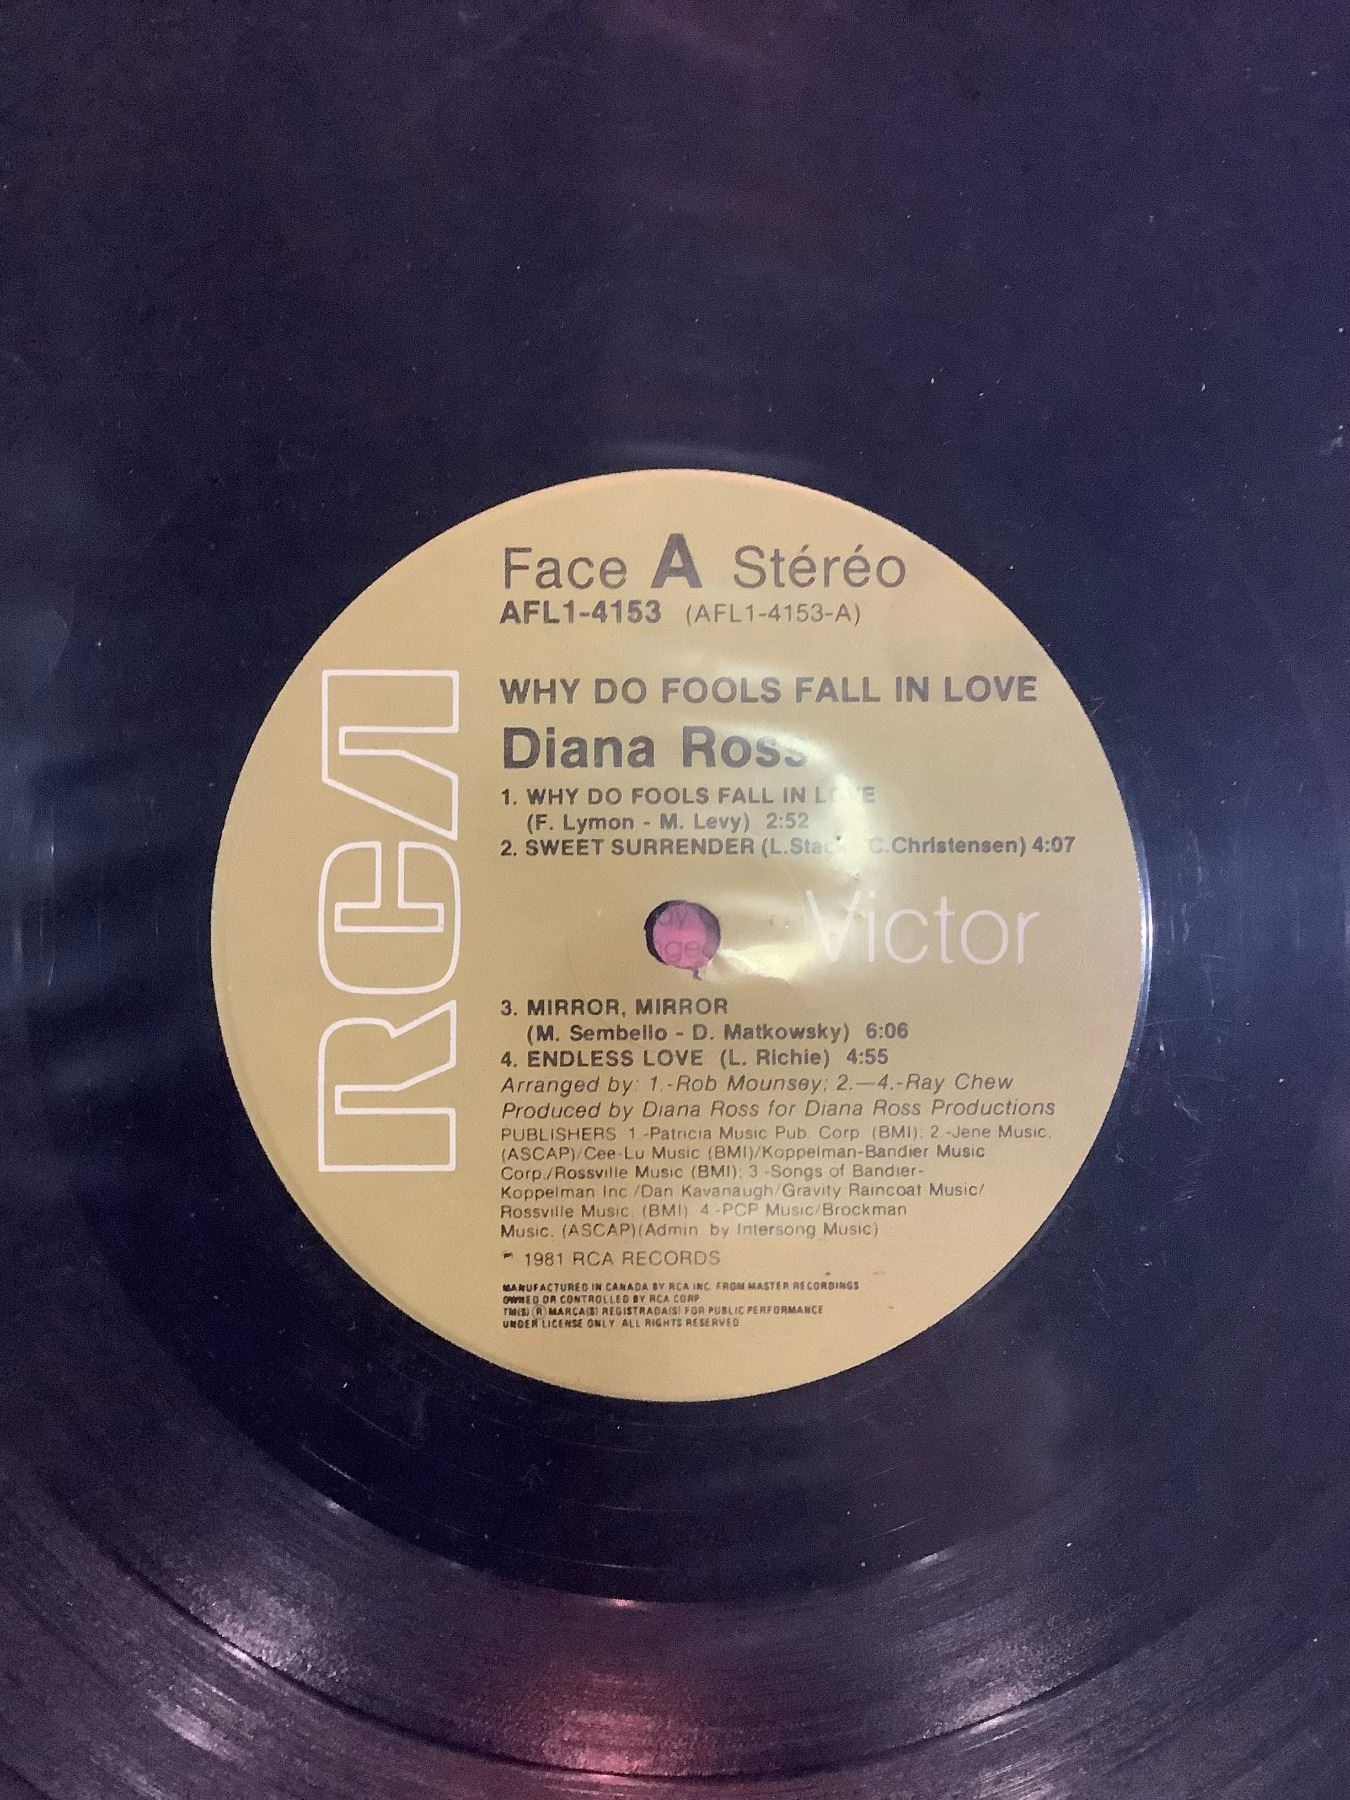 Face A Stéréo
AFL1-4153 (AFL1-4153-A)
WHY DO FOOLS FALL IN LOVE
Diana Ross
1. WHY DO FOOLS FALL IN LOVE
(F. Lymon - M. Levy) 2:52
2. SWEET SURRENDER (L.Stack - C.Christensen) 4:07
RCA
Victor
3. MIRROR, MIRROR
(M. Sembello - D. Matkowsky) 6:06
4. ENDLESS LOVE (L. Richie) 4:55
Arranged by: 1.-Rob Mounsey; 2.—4.-Ray Chew
Produced by Diana Ross for Diana Ross Productions
PUBLISHERS 1.-Patricia Music Pub. Corp (BMI); 2.-Jene Music,
(ASCAP)/Cee-Lu Music (BMI)/Koppelman-Bandier Music
Corp./Rossville Music (BMI); 3.-Songs of Bandier-
Koppelman Inc./Dan Kavanaugh/Gravity Raincoat Music/
Rossville Music, (BMI) 4.-PCP Music/Brockman
Music, (ASCAP)(Admin. by Intersong Music)
℗ 1981 RCA RECORDS
MANUFACTURED IN CANADA BY RCA INC. FROM MASTER RECORDINGS
OWNED OR CONTROLLED BY RCA CORP.
TM(S) ® MARCA(S) REGISTRADA(S) FOR PUBLIC PERFORMANCE
UNDER LICENSE ONLY. ALL RIGHTS RESERVED